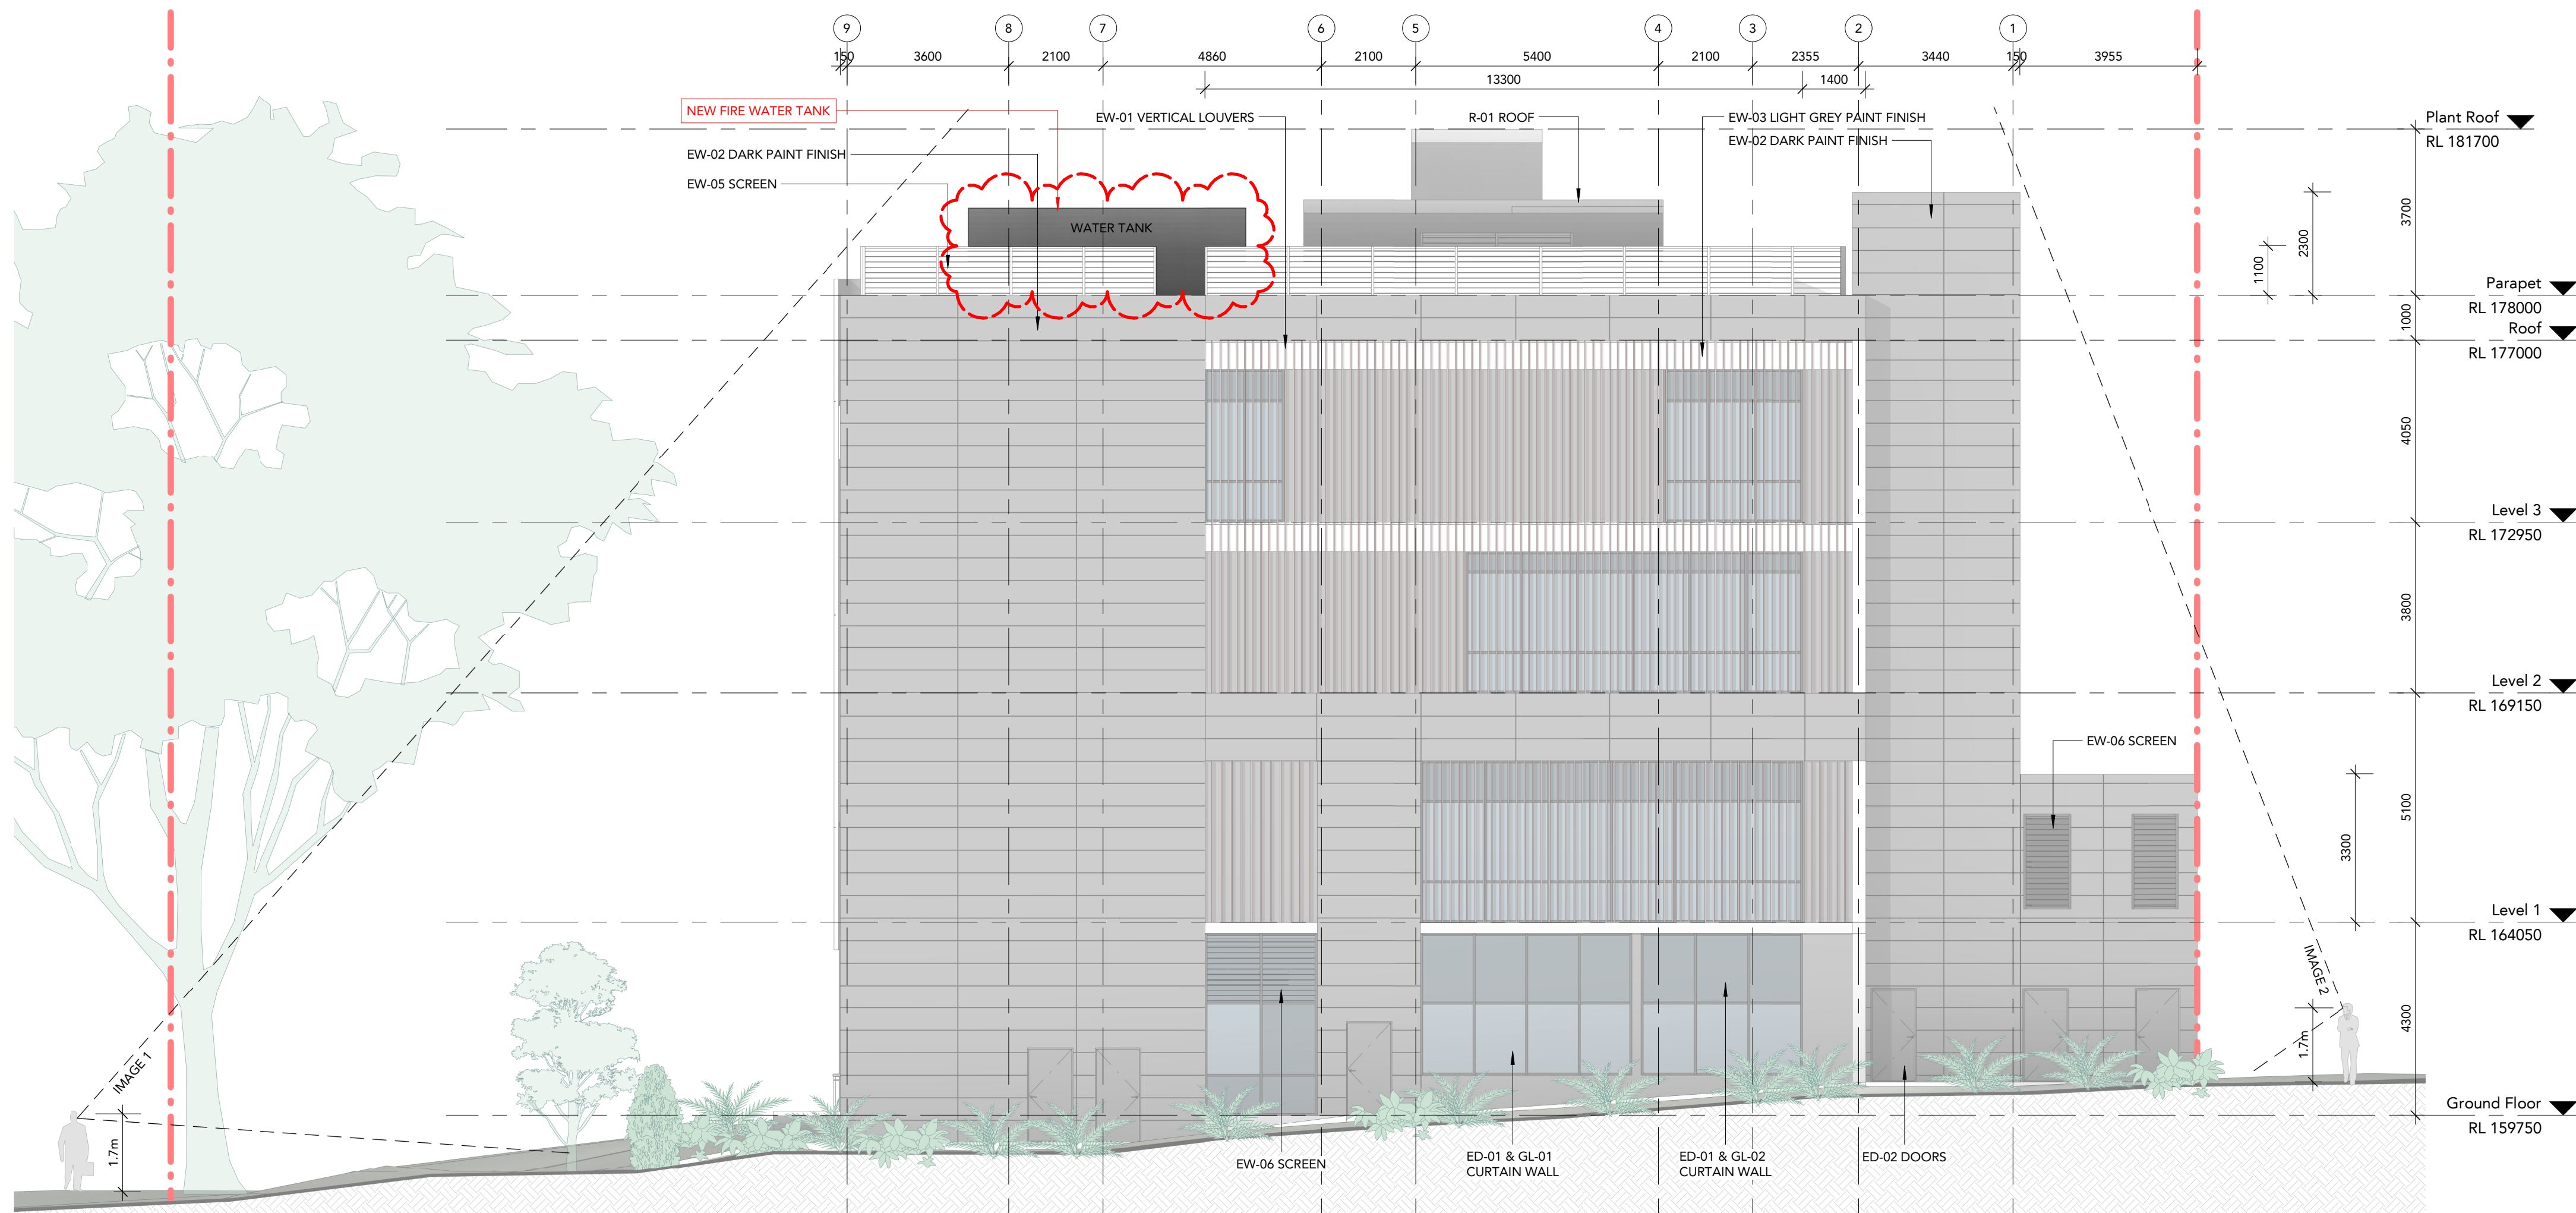 9 8 7 6 5 4 3 2 1
150 3600 2100 4860 2100 5400 2100 2355 3440 150 3955
13300 1400
NEW FIRE WATER TANK
EW-01 VERTICAL LOUVERS
R-01 ROOF
EW-03 LIGHT GREY PAINT FINISH
EW-02 DARK PAINT FINISH
EW-02 DARK PAINT FINISH
EW-05 SCREEN
WATER TANK
Plant Roof
RL 181700
3700
2300
1100
Parapet
RL 178000
1000
Roof
RL 177000
4050
Level 3
RL 172950
3800
Level 2
RL 169150
EW-06 SCREEN
5100
3300
Level 1
RL 164050
IMAGE 2
4300
1.7m
IMAGE 1
1.7m
Ground Floor
RL 159750
EW-06 SCREEN
ED-01 & GL-01
CURTAIN WALL
ED-01 & GL-02
CURTAIN WALL
ED-02 DOORS